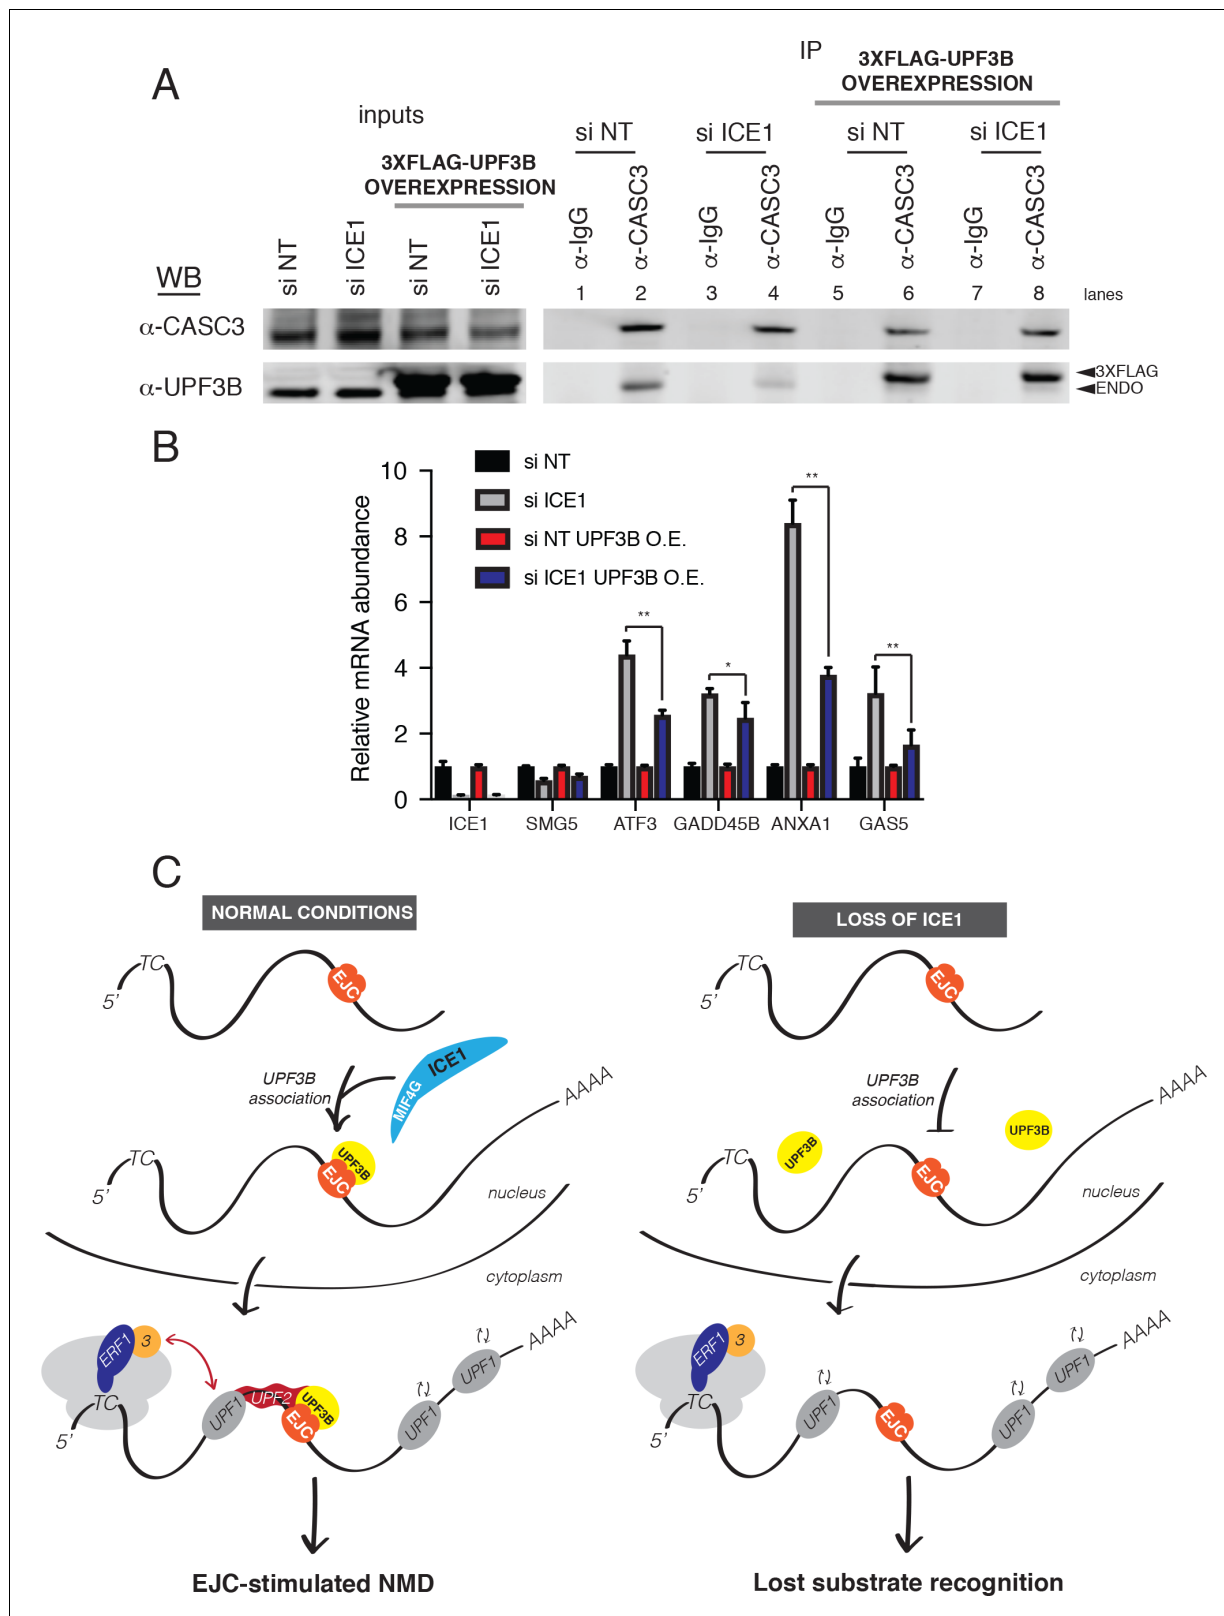 A
IP
3XFLAG-UPF3B
OVEREXPRESSION
inputs
si NT
si ICE1
si NT
si ICE1
3XFLAG-UPF3B
OVEREXPRESSION
WB
si NT
si ICE1
si NT
si ICE1
α-IgG
α-CASC3
α-IgG
α-CASC3
α-IgG
α-CASC3
α-IgG
α-CASC3
1 2 3 4 5 6 7 8 lanes
α-CASC3
α-UPF3B
3XFLAG
ENDO
B
Relative mRNA abundance
10
8
6
4
2
0
si NT
si ICE1
si NT UPF3B O.E.
si ICE1 UPF3B O.E.
**
*
**
**
ICE1 SMG5 ATF3 GADD45B ANXA1 GAS5
C
NORMAL CONDITIONS
TC
5’
EJC
UPF3B
association
MIF4G
ICE1
AAAA
TC
5’
UPF3B
EJC
nucleus
cytoplasm
ERF1
3
TC
5’
UPF1
UPF2
UPF3B
EJC
UPF1
UPF1
AAAA
EJC-stimulated NMD
LOSS OF ICE1
TC
5’
EJC
UPF3B
association
UPF3B
UPF3B
AAAA
TC
5’
EJC
nucleus
cytoplasm
ERF1
3
TC
5’
UPF1
EJC
UPF1
UPF1
AAAA
Lost substrate recognition